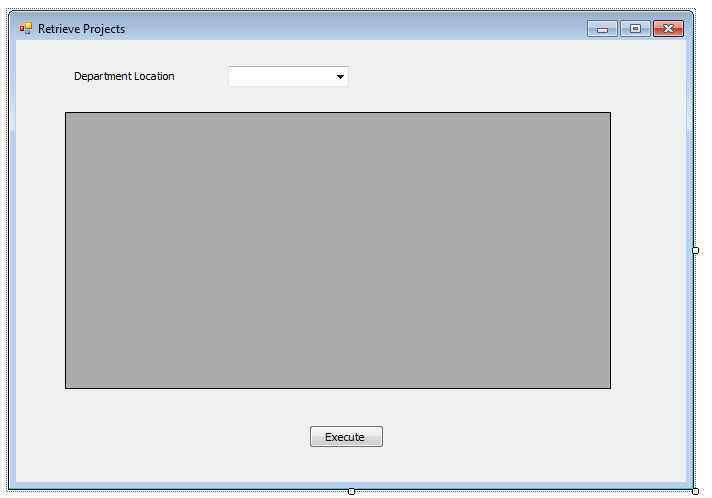 Retrieve Projects
Department Location
Execute